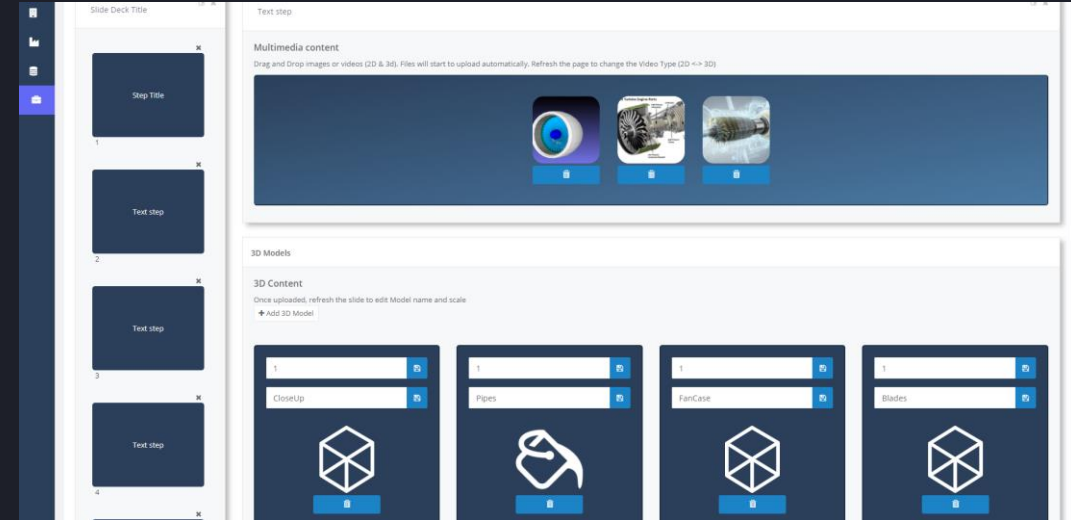 Slide Deck Title
Step Title
1
Text step
2
Text step
3
Text step
4
Text step
Multimedia content
Drag and Drop images or videos (2D & 3d). Files will start to upload automatically. Refresh the page to change the Video Type (2D <-> 3D)
3D Models
3D Content
Once uploaded, refresh the slide to edit Model name and scale
+ Add 3D Model
1
CloseUp
1
Pipes
1
FanCase
1
Blades